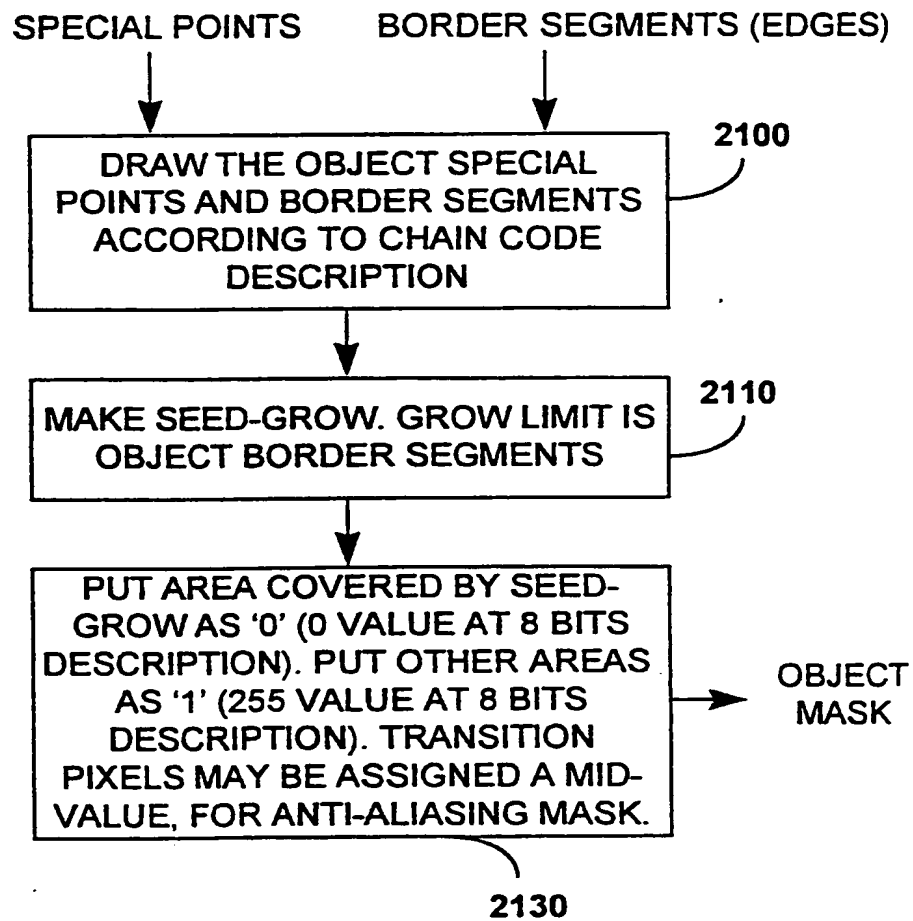 SPECIAL POINTS
BORDER SEGMENTS (EDGES)
2100
DRAW THE OBJECT SPECIAL
POINTS AND BORDER SEGMENTS
ACCORDING TO CHAIN CODE
DESCRIPTION
2110
MAKE SEED-GROW. GROW LIMIT IS
OBJECT BORDER SEGMENTS
PUT AREA COVERED BY SEED-
GROW AS ‘0’ (0 VALUE AT 8 BITS
DESCRIPTION). PUT OTHER AREAS
AS ‘1’ (255 VALUE AT 8 BITS
DESCRIPTION). TRANSITION
PIXELS MAY BE ASSIGNED A MID-
VALUE, FOR ANTI-ALIASING MASK.
OBJECT
MASK
2130